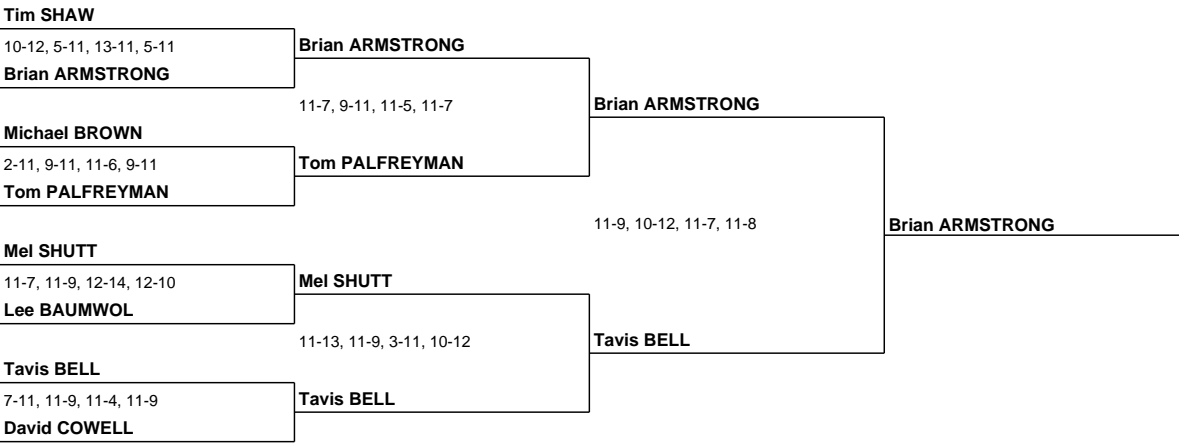 Tim SHAW
10-12, 5-11, 13-11, 5-11
Brian ARMSTRONG
Brian ARMSTRONG
11-7, 9-11, 11-5, 11-7
Brian ARMSTRONG
Michael BROWN
2-11, 9-11, 11-6, 9-11
Tom PALFREYMAN
Tom PALFREYMAN
11-9, 10-12, 11-7, 11-8
Brian ARMSTRONG
Mel SHUTT
11-7, 11-9, 12-14, 12-10
Mel SHUTT
Lee BAUMWOL
11-13, 11-9, 3-11, 10-12
Tavis BELL
Tavis BELL
7-11, 11-9, 11-4, 11-9
Tavis BELL
David COWELL